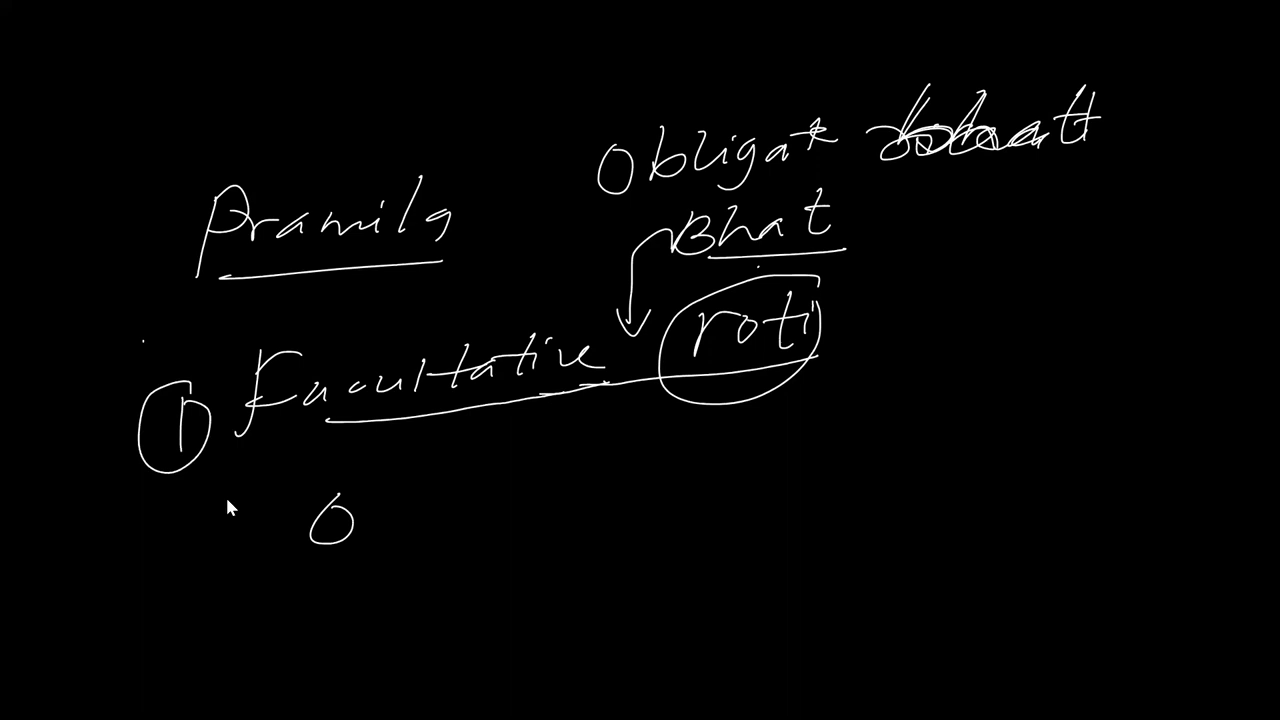 Obligat
Pramila
Bhat
roti
① Facultative
O